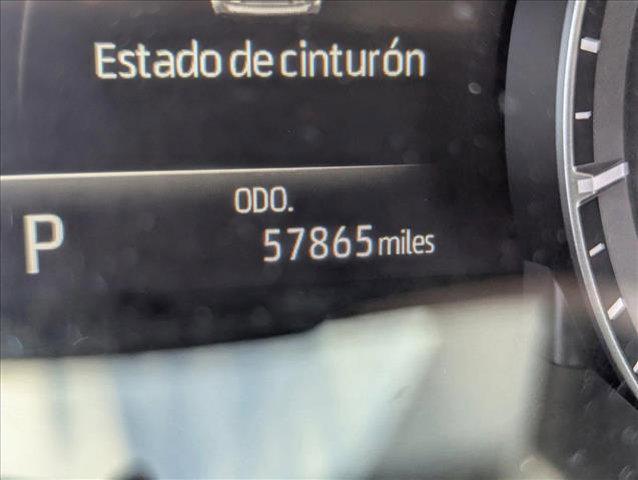 Estado de cinturón
ODO.
P 57865 miles